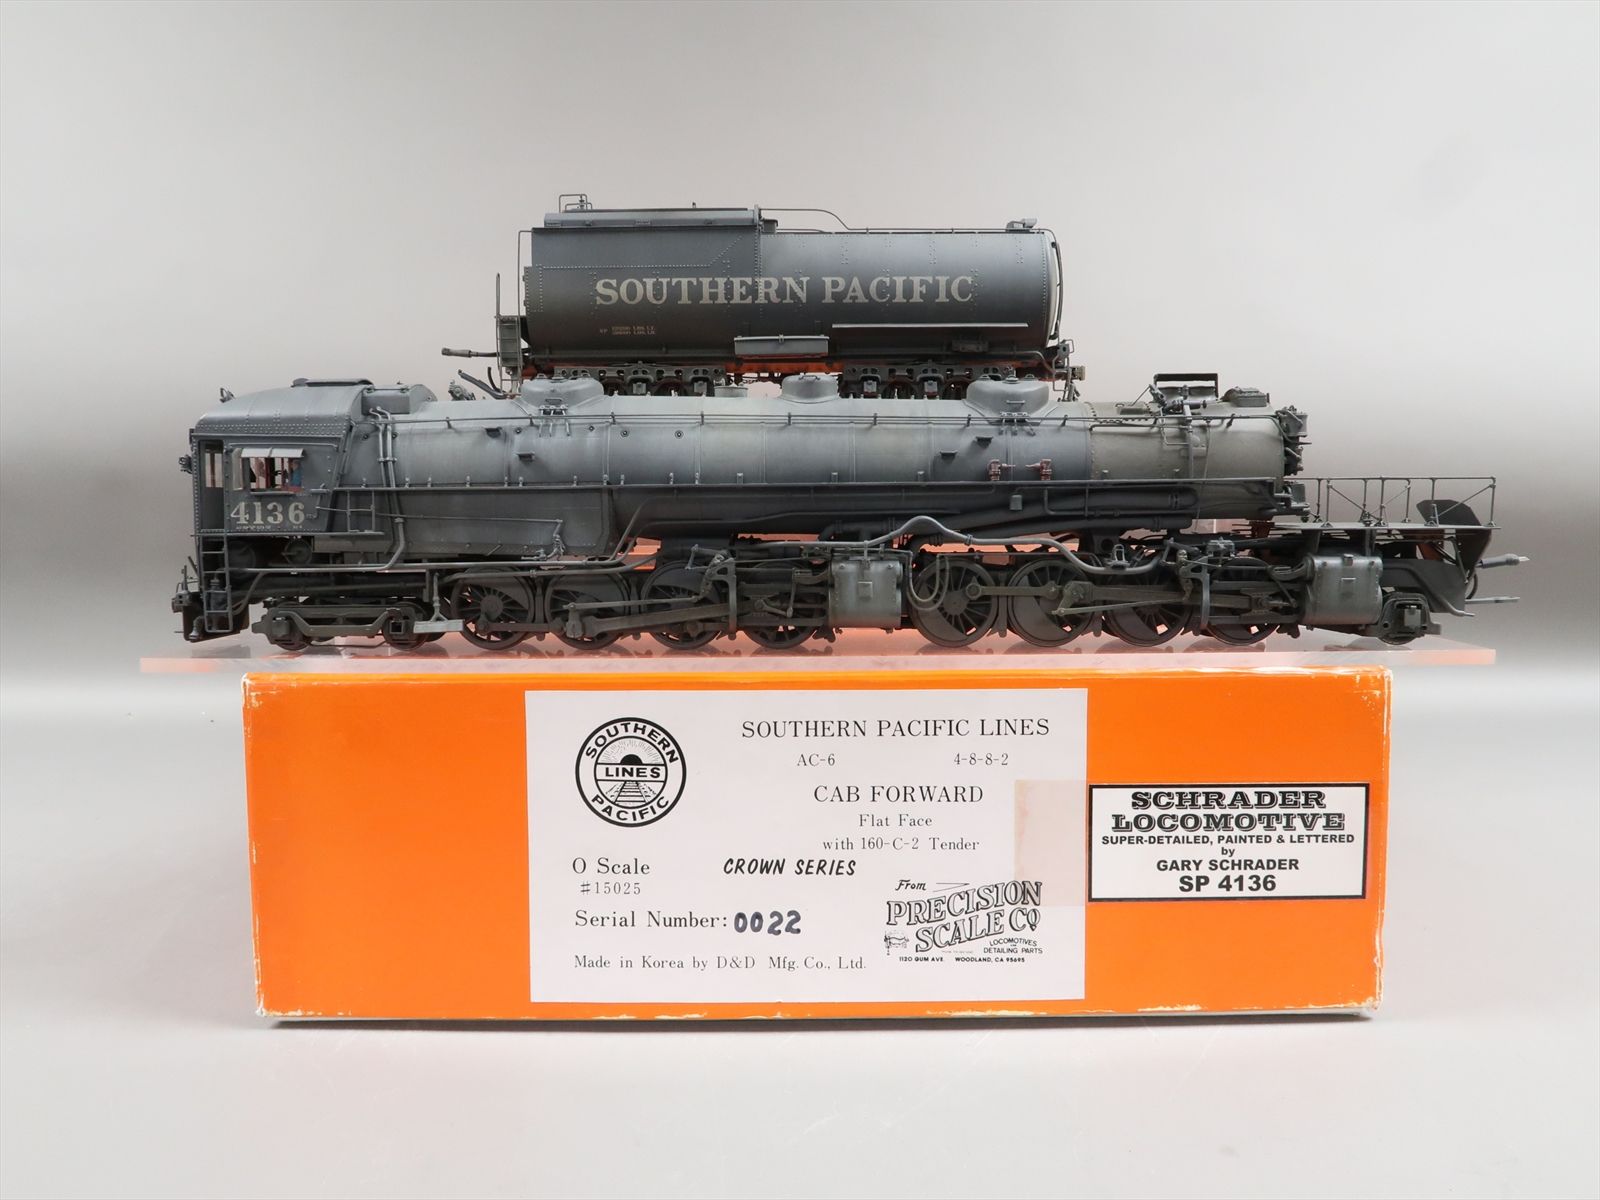 SOUTHERN PACIFIC
4136
SOUTHERN
LINES
PACIFIC
SOUTHERN PACIFIC LINES
AC-6 4-8-8-2
CAB FORWARD
Flat Face
with 160-C-2 Tender
O Scale CROWN SERIES
#15025
Serial Number: 0022
Made in Korea by D&D Mfg. Co., Ltd.
From
PRECISION
SCALE CO.
LOCOMOTIVES
DETAILING PARTS
1120 GUM AVE. WOODLAND, CA 95695
SCHRADER
LOCOMOTIVE
SUPER-DETAILED, PAINTED & LETTERED
by
GARY SCHRADER
SP 4136